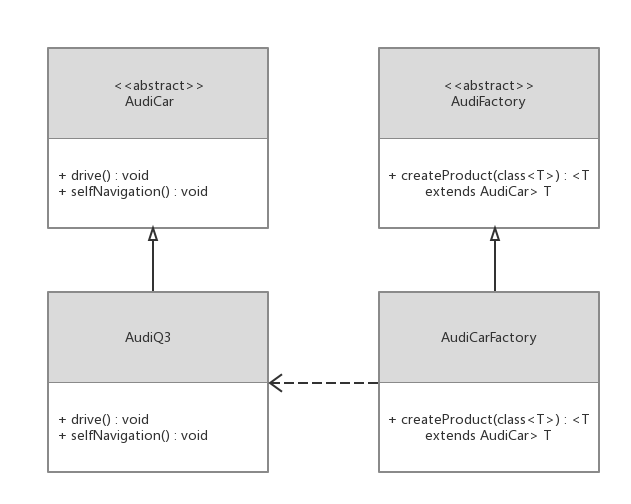 <<abstract>>
AudiCar
+ drive() : void
+ selfNavigation() : void
<<abstract>>
AudiFactory
+ createProduct(class<T>) : <T
extends AudiCar> T
AudiQ3
+ drive() : void
+ selfNavigation() : void
AudiCarFactory
+ createProduct(class<T>) : <T
extends AudiCar> T